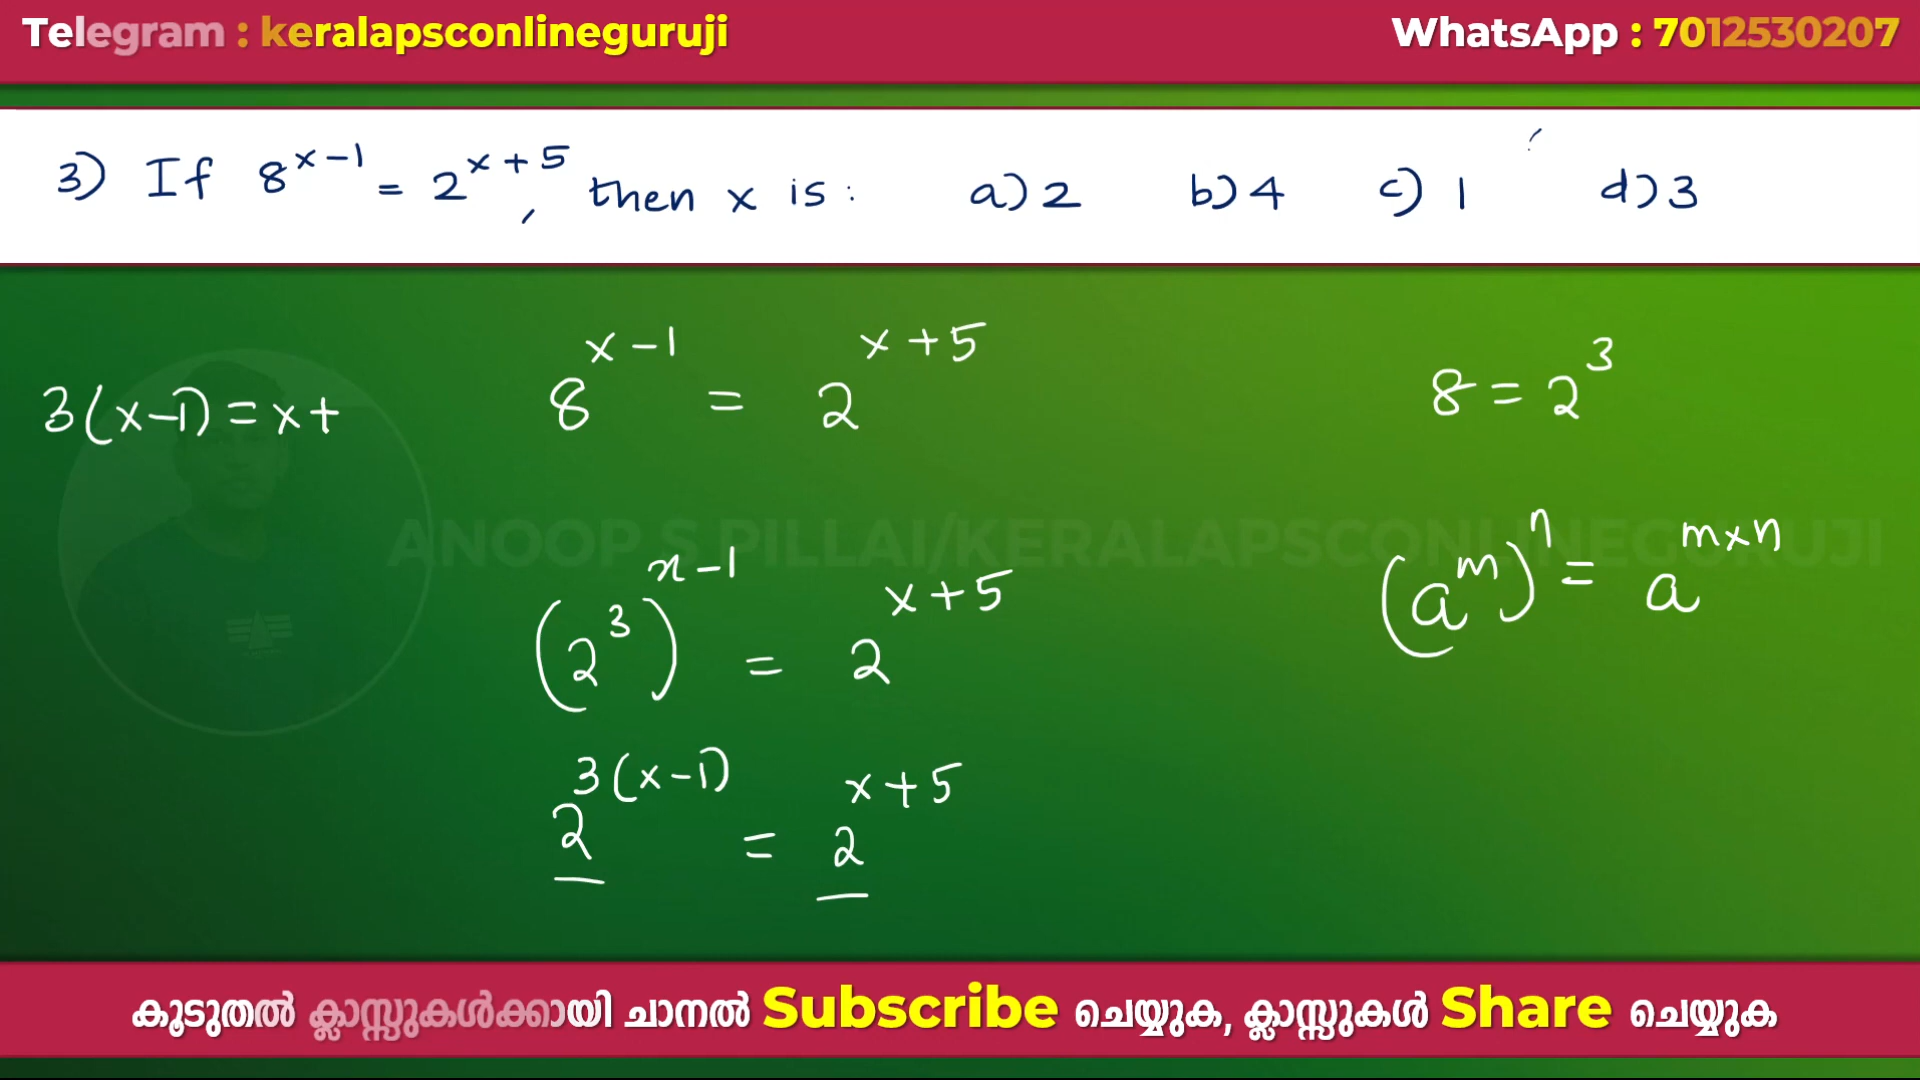 Telegram : keralapsconlineguruji WhatsApp : 7012530207
3) If 8^{x-1} = 2^{x+5}, then x is : a) 2 b) 4 c) 1 d) 3
8^{x-1} = 2^{x+5}
8 = 2^3
3(x-1) = x+
ANOOP S PILLAI/KERALAPSCONLINEGURUJI
(2^3)^{x-1} = 2^{x+5}
(a^m)^n = a^{m×n}
2^{3(x-1)} = 2^{x+5}
കൂടുതൽ ക്ലാസ്സുകൾക്കായി ചാനൽ Subscribe ചെയ്യുക, ക്ലാസ്സുകൾ Share ചെയ്യുക